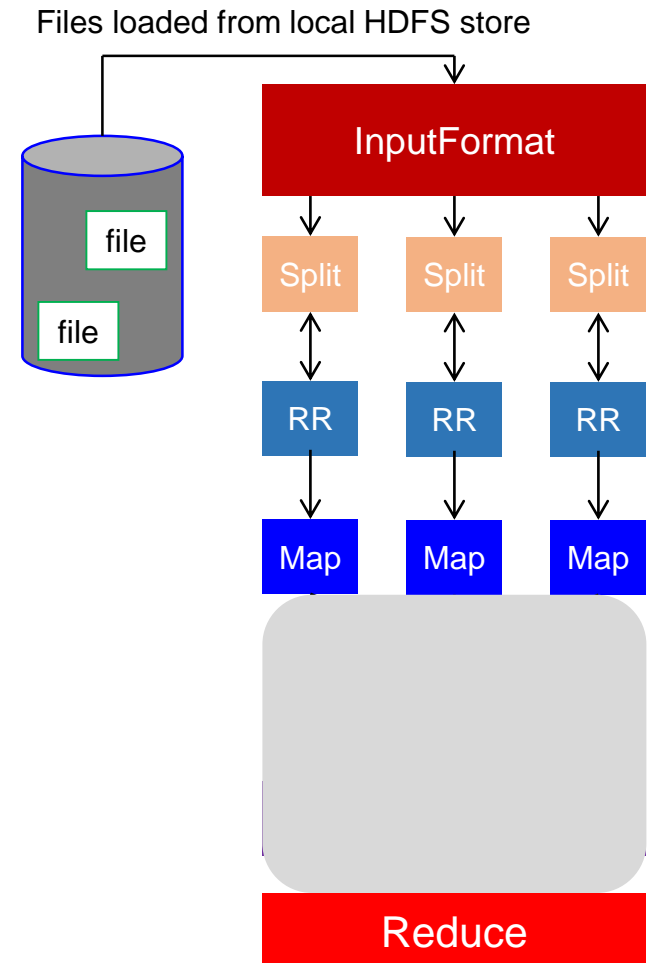 Files loaded from local HDFS store
InputFormat
file
file
Split Split Split
RR RR RR
Map Map Map
Reduce